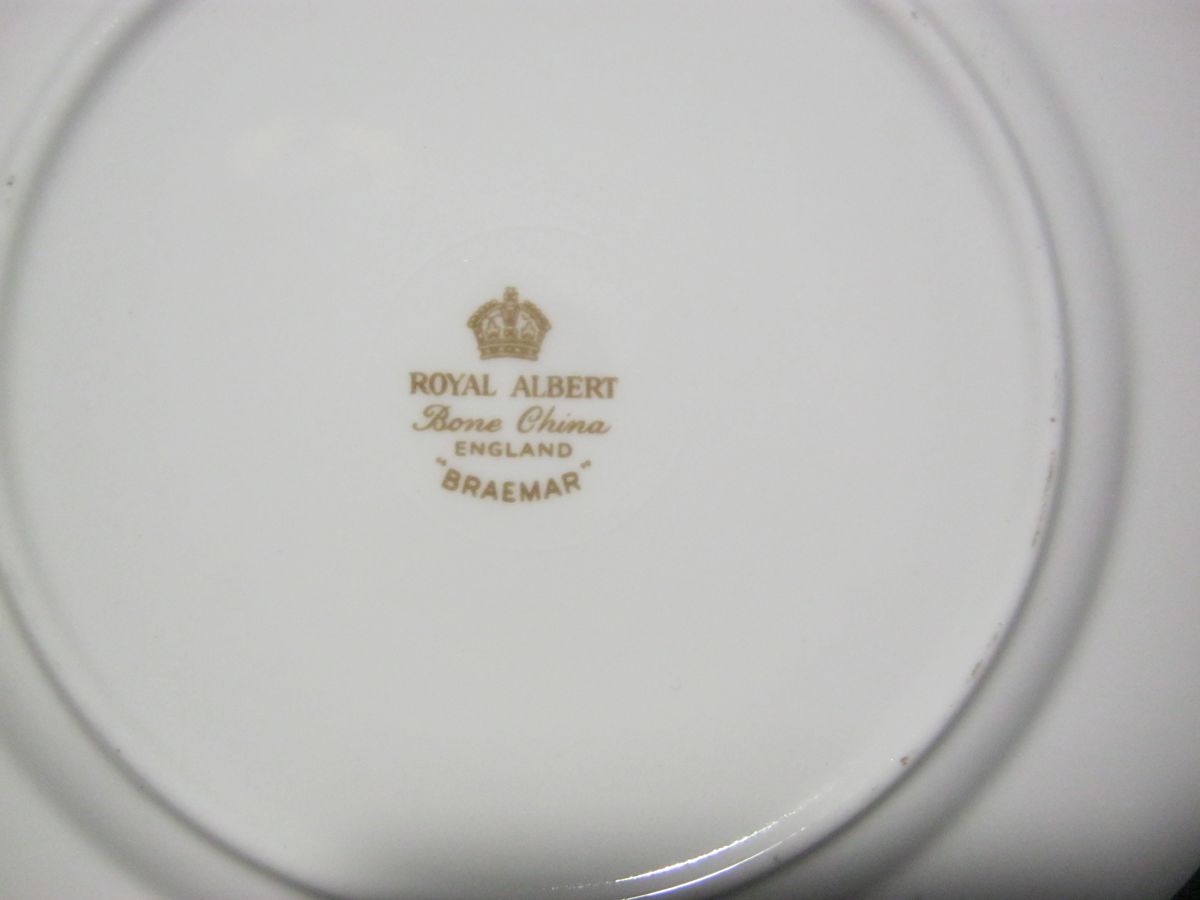 ROYAL ALBERT
Bone China
ENGLAND
"BRAEMAR"